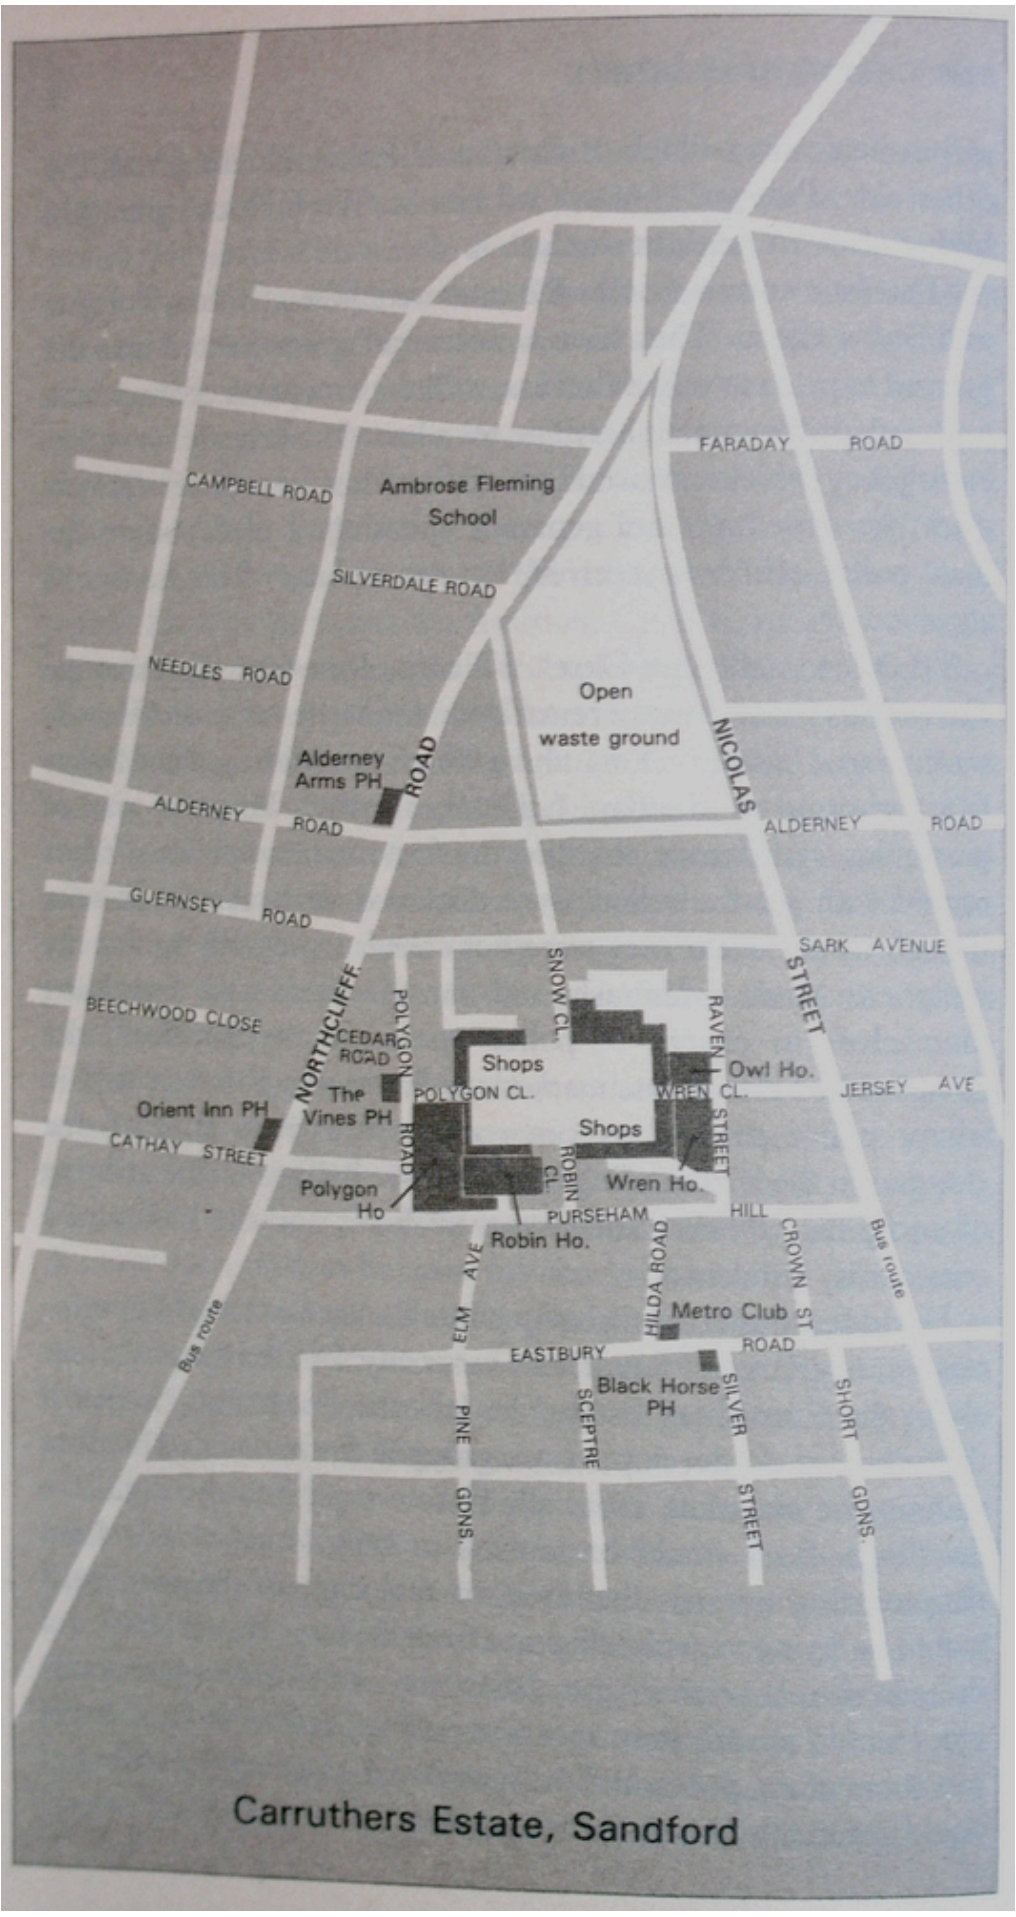 FARADAY ROAD
CAMPBELL ROAD
Ambrose Fleming
School
SILVERDALE ROAD
NEEDLES ROAD
Open
waste ground
NICOLAS
Alderney
Arms PH
ROAD
ALDERNEY ROAD
ALDERNEY ROAD
GUERNSEY ROAD
SARK AVENUE
SNOW CL.
STREET
BEECHWOOD CLOSE
NORTHCLIFFE
POLYGON
RAVEN
CEDAR
ROAD
Shops
Owl Ho.
The
Vines PH
POLYGON CL.
WREN CL.
JERSEY AVE
Orient Inn PH
Shops
STREET
CATHAY STREET
ROAD
ROBIN
CL.
Polygon
Ho
Wren Ho.
PURSEHAM HILL
Robin Ho.
ELM AVE
HILDA ROAD
CROWN ST
Bus route
Bus route
Metro Club
EASTBURY ROAD
Black Horse
PH
PINE GDNS.
SCEPTRE
SILVER STREET
SHORT GDNS.
Carruthers Estate, Sandford